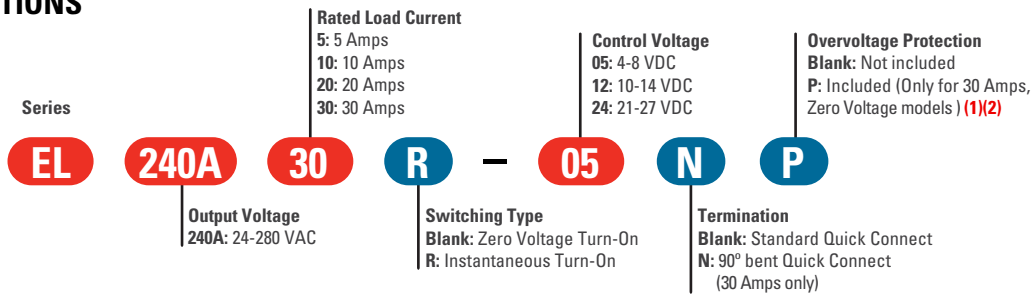 TIONS
Rated Load Current
5: 5 Amps
10: 10 Amps
20: 20 Amps
30: 30 Amps
Control Voltage
05: 4-8 VDC
12: 10-14 VDC
24: 21-27 VDC
Overvoltage Protection
Blank: Not included
P: Included (Only for 30 Amps,
Zero Voltage models ) (1)(2)
Series
EL 240A 30 R - 05 N P
Output Voltage
240A: 24-280 VAC
Switching Type
Blank: Zero Voltage Turn-On
R: Instantaneous Turn-On
Termination
Blank: Standard Quick Connect
N: 90º bent Quick Connect
(30 Amps only)